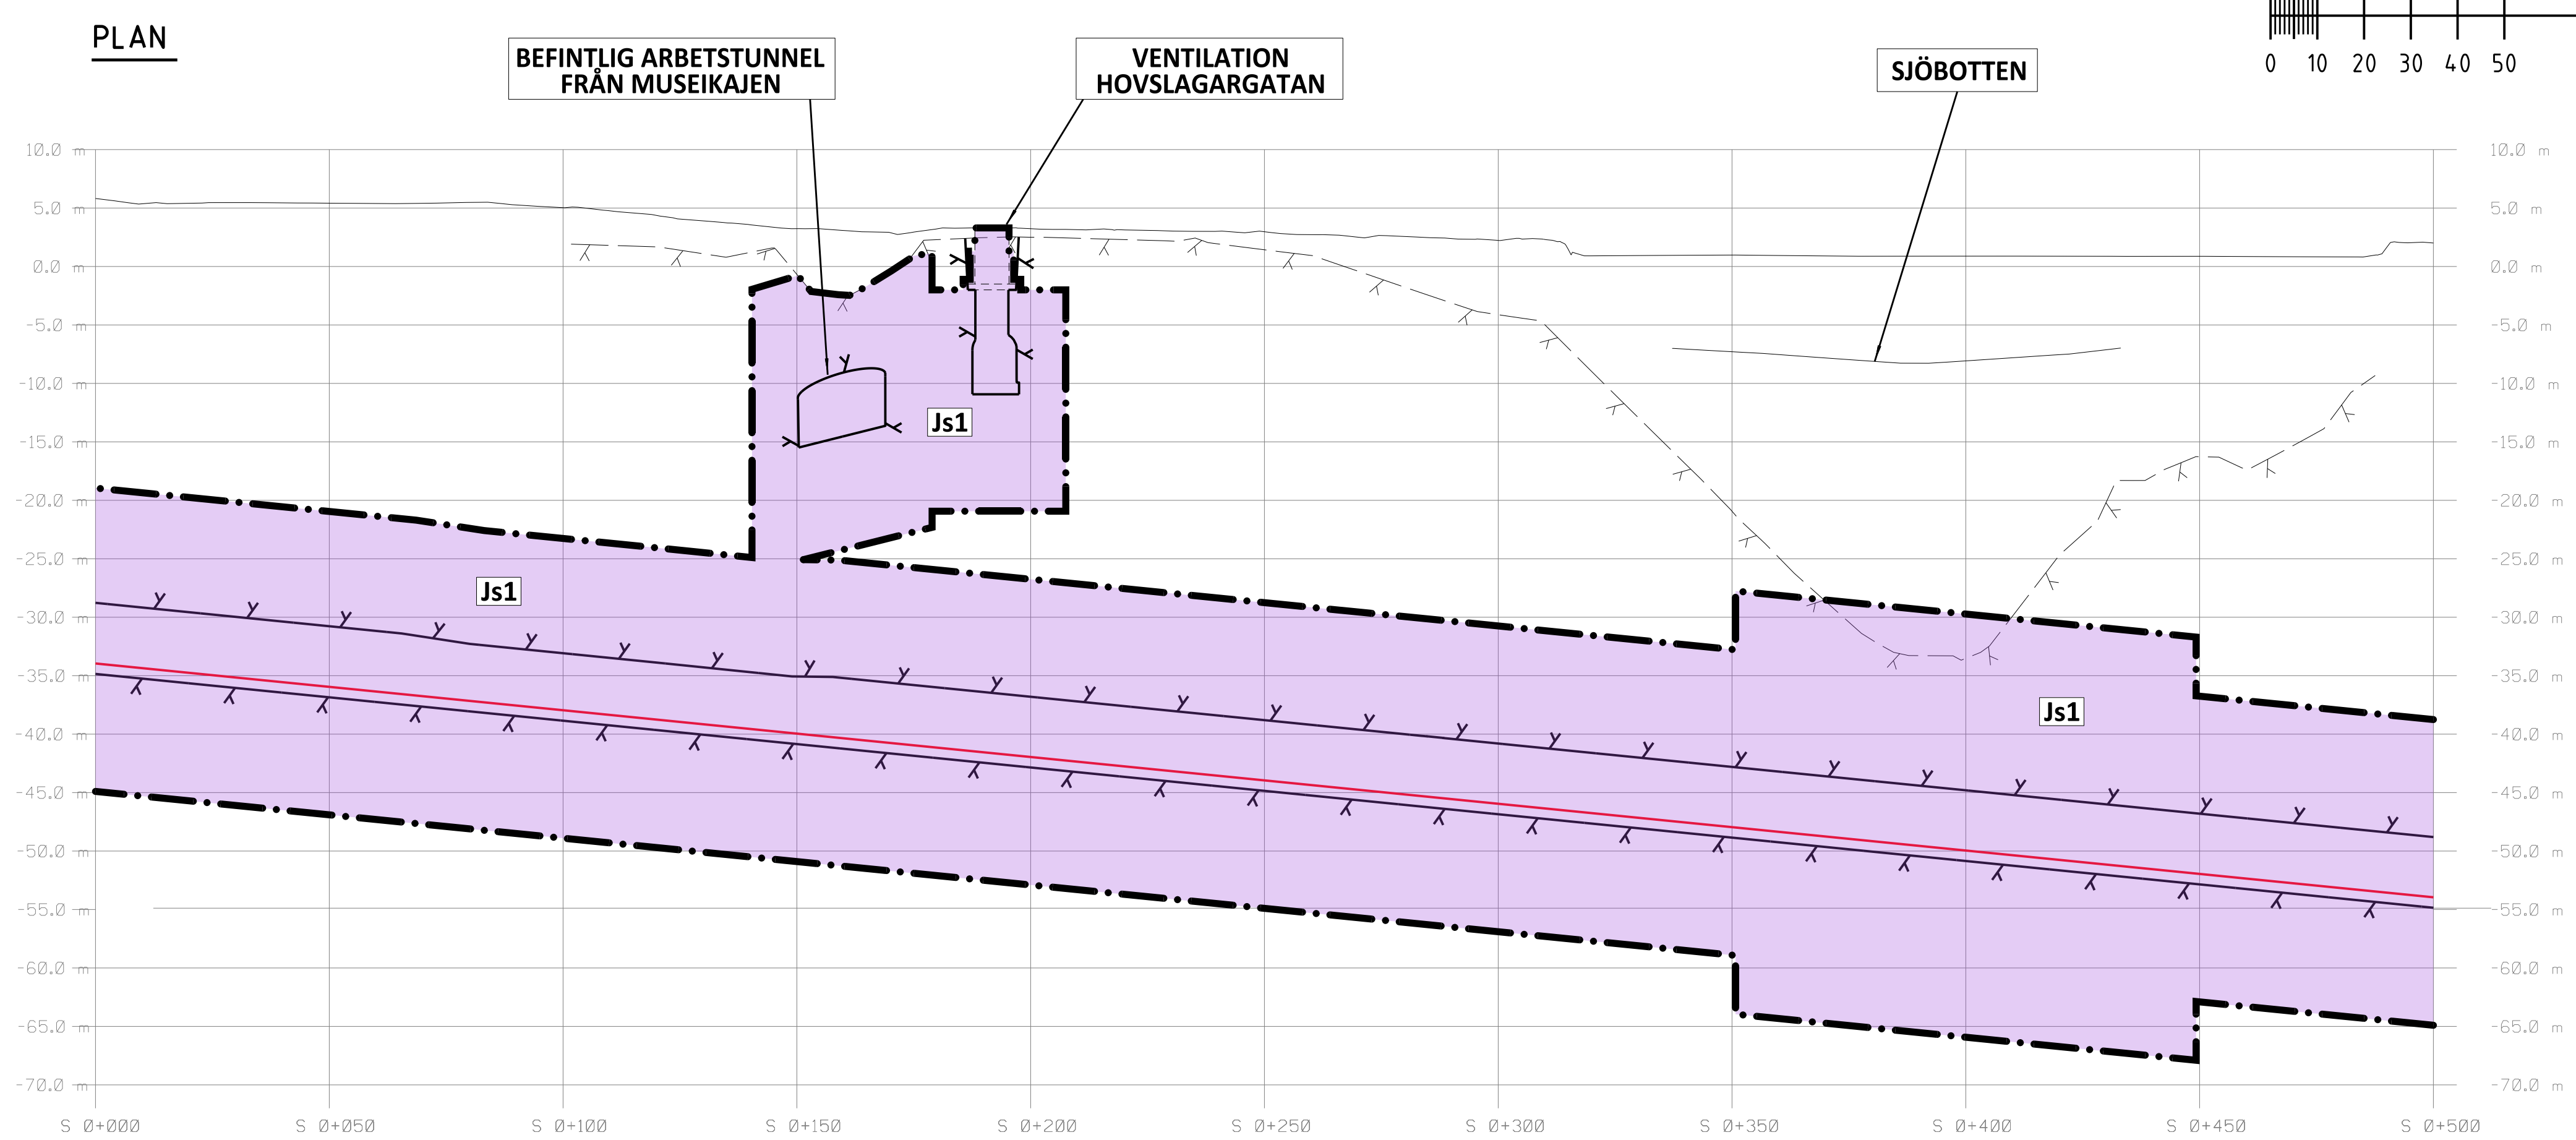 PLAN
BEFINTLIG ARBETSTUNNEL
FRÅN MUSEIKAJEN
VENTILATION
HOVSLAGARGATAN
SJÖBOTTEN
0 10 20 30 40 50
10.0 m 10.0 m
5.0 m 5.0 m
0.0 m 0.0 m
-5.0 m -5.0 m
-10.0 m -10.0 m
Js1
-15.0 m -15.0 m
-20.0 m -20.0 m
-25.0 m -25.0 m
Js1
-30.0 m -30.0 m
-35.0 m -35.0 m
Js1
-40.0 m -40.0 m
-45.0 m -45.0 m
-50.0 m -50.0 m
-55.0 m -55.0 m
-60.0 m -60.0 m
-65.0 m -65.0 m
-70.0 m -70.0 m
S 0+000 S 0+050 S 0+100 S 0+150 S 0+200 S 0+250 S 0+300 S 0+350 S 0+400 S 0+450 S 0+500